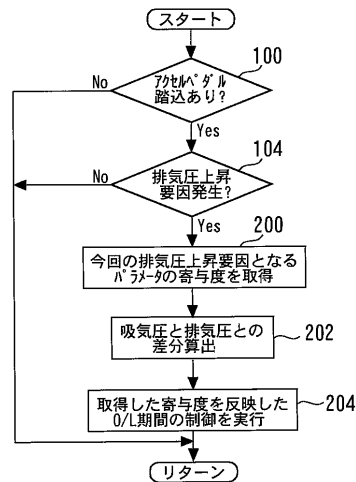 スタート
100
アクセルペダル
踏込あり?
No
Yes
104
排気圧上昇
要因発生?
No
Yes
200
今回の排気圧上昇要因となる
パラメータの寄与度を取得
吸気圧と排気圧との
差分算出
202
取得した寄与度を反映した
O/L期間の制御を実行
204
リターン